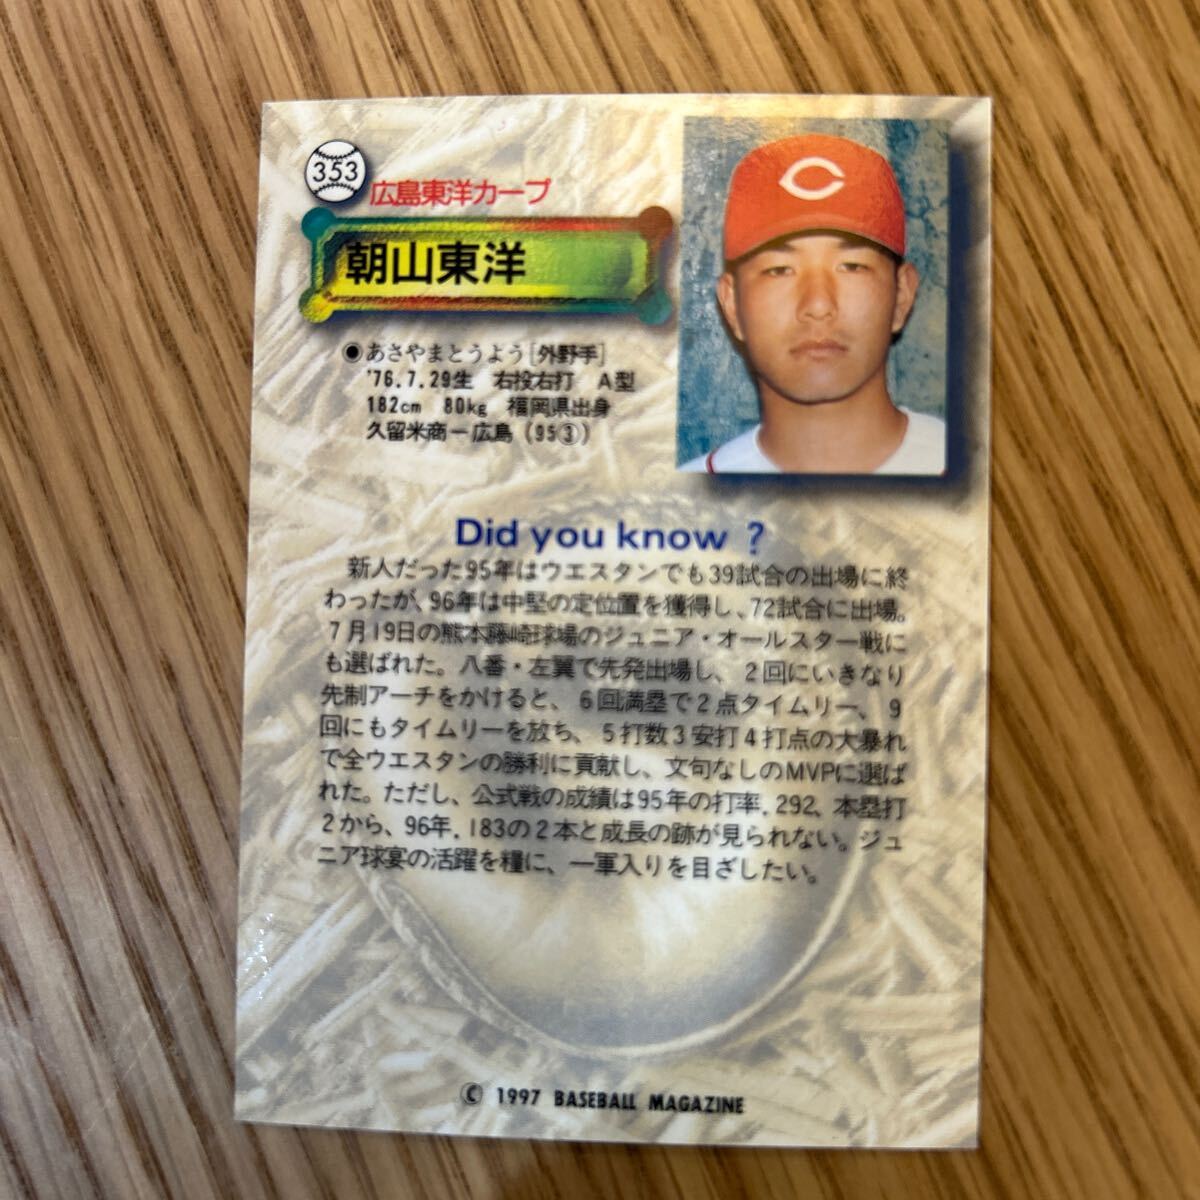 353
広島東洋カープ
朝山東洋
C
◉あさやまとうよう[外野手]
'76.7.29生 右投右打 A型
182cm 80kg 福岡県出身
久留米商ー広島(95③)
Did you know ?
新人だった95年はウエスタンでも39試合の出場に終
わったが、96年は中堅の定位置を獲得し、72試合に出場。
7月19日の熊本藤崎球場のジュニア・オールスター戦に
も選ばれた。八番・左翼で先発出場し、2回にいきなり
先制アーチをかけると、6回満塁で2点タイムリー、9
回にもタイムリーを放ち、5打数3安打4打点の大暴れ
で全ウエスタンの勝利に貢献し、文句なしのMVPに選ば
れた。ただし、公式戦の成績は95年の打率.292、本塁打
2から、96年.183の2本と成長の跡が見られない。ジュ
ニア球宴の活躍を糧に、一軍入りを目ざしたい。
© 1997 BASEBALL MAGAZINE